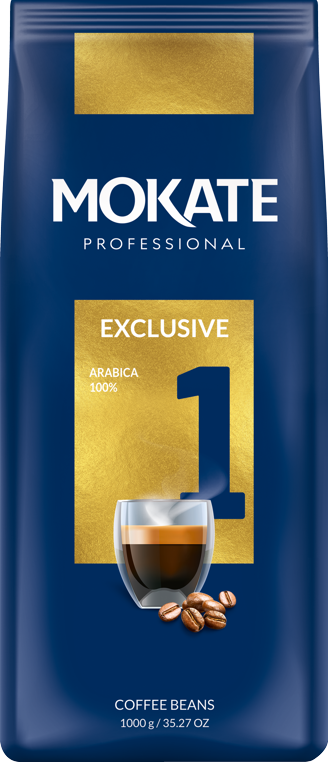 MOKATE
PROFESSIONAL
EXCLUSIVE
ARABICA
100%
1
COFFEE BEANS
1000 g / 35.27 OZ